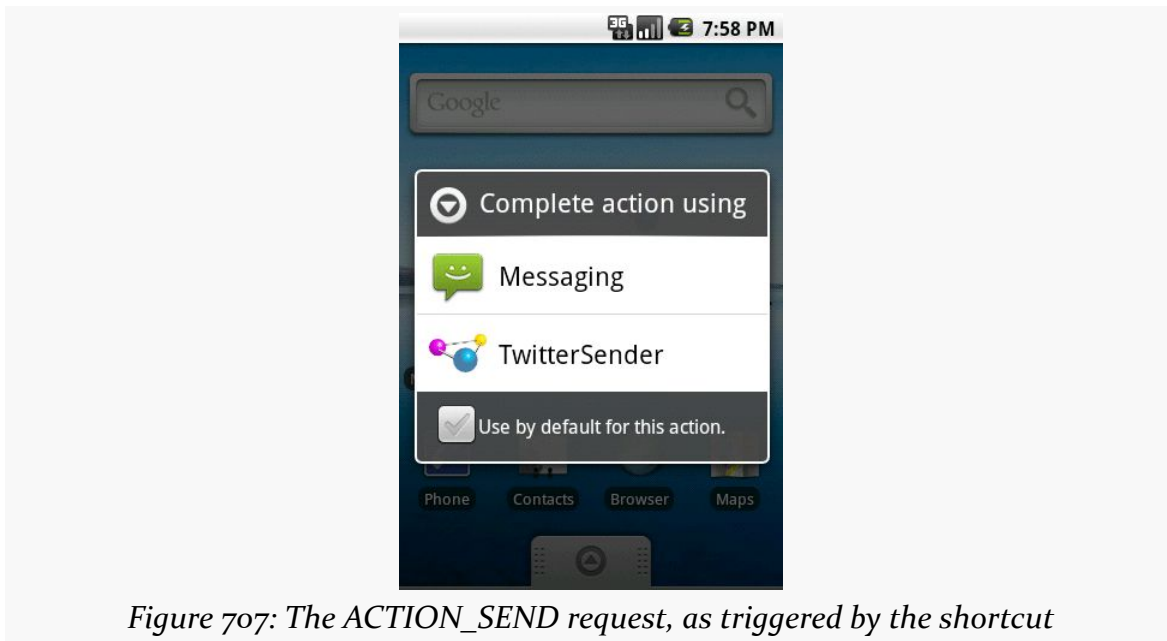 3G 7:58 PM
Google
Complete action using
Messaging
TwitterSender
Use by default for this action.
Phone Contacts Browser Maps
Figure 707: The ACTION_SEND request, as triggered by the shortcut